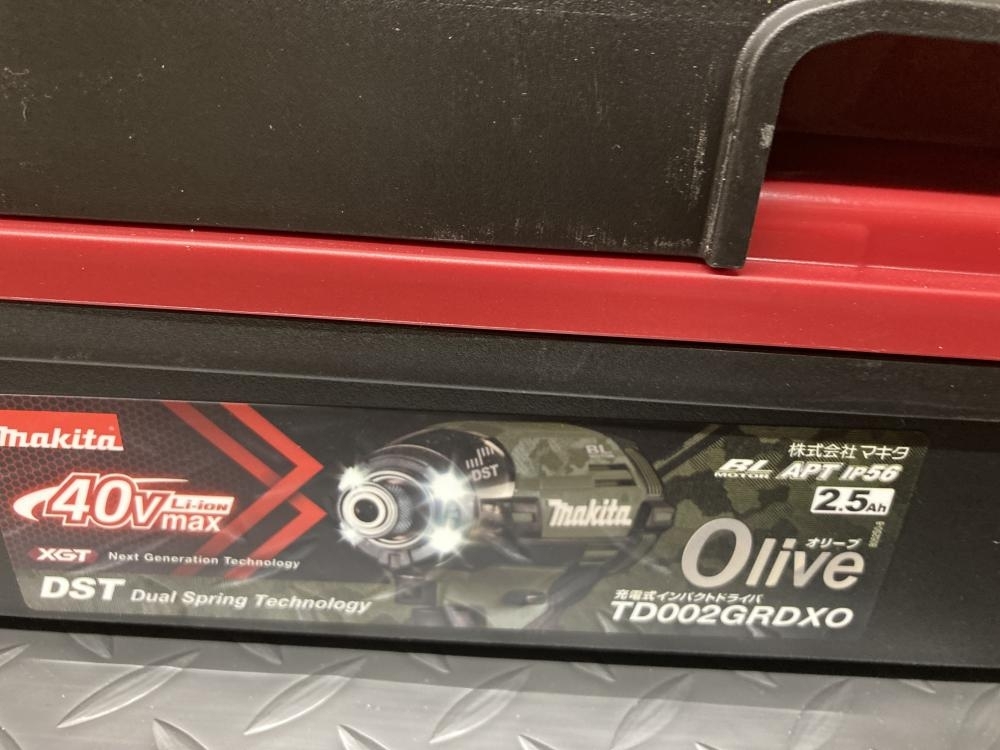 makita
40Vmax Li-ion
XGT Next Generation Technology
DST Dual Spring Technology
DST
BL
makita
株式会社 マキタ
BL MOTOR APT IP56
2.5Ah
Olive オリーブ
充電式インパクトドライバ
TD002GRDXO